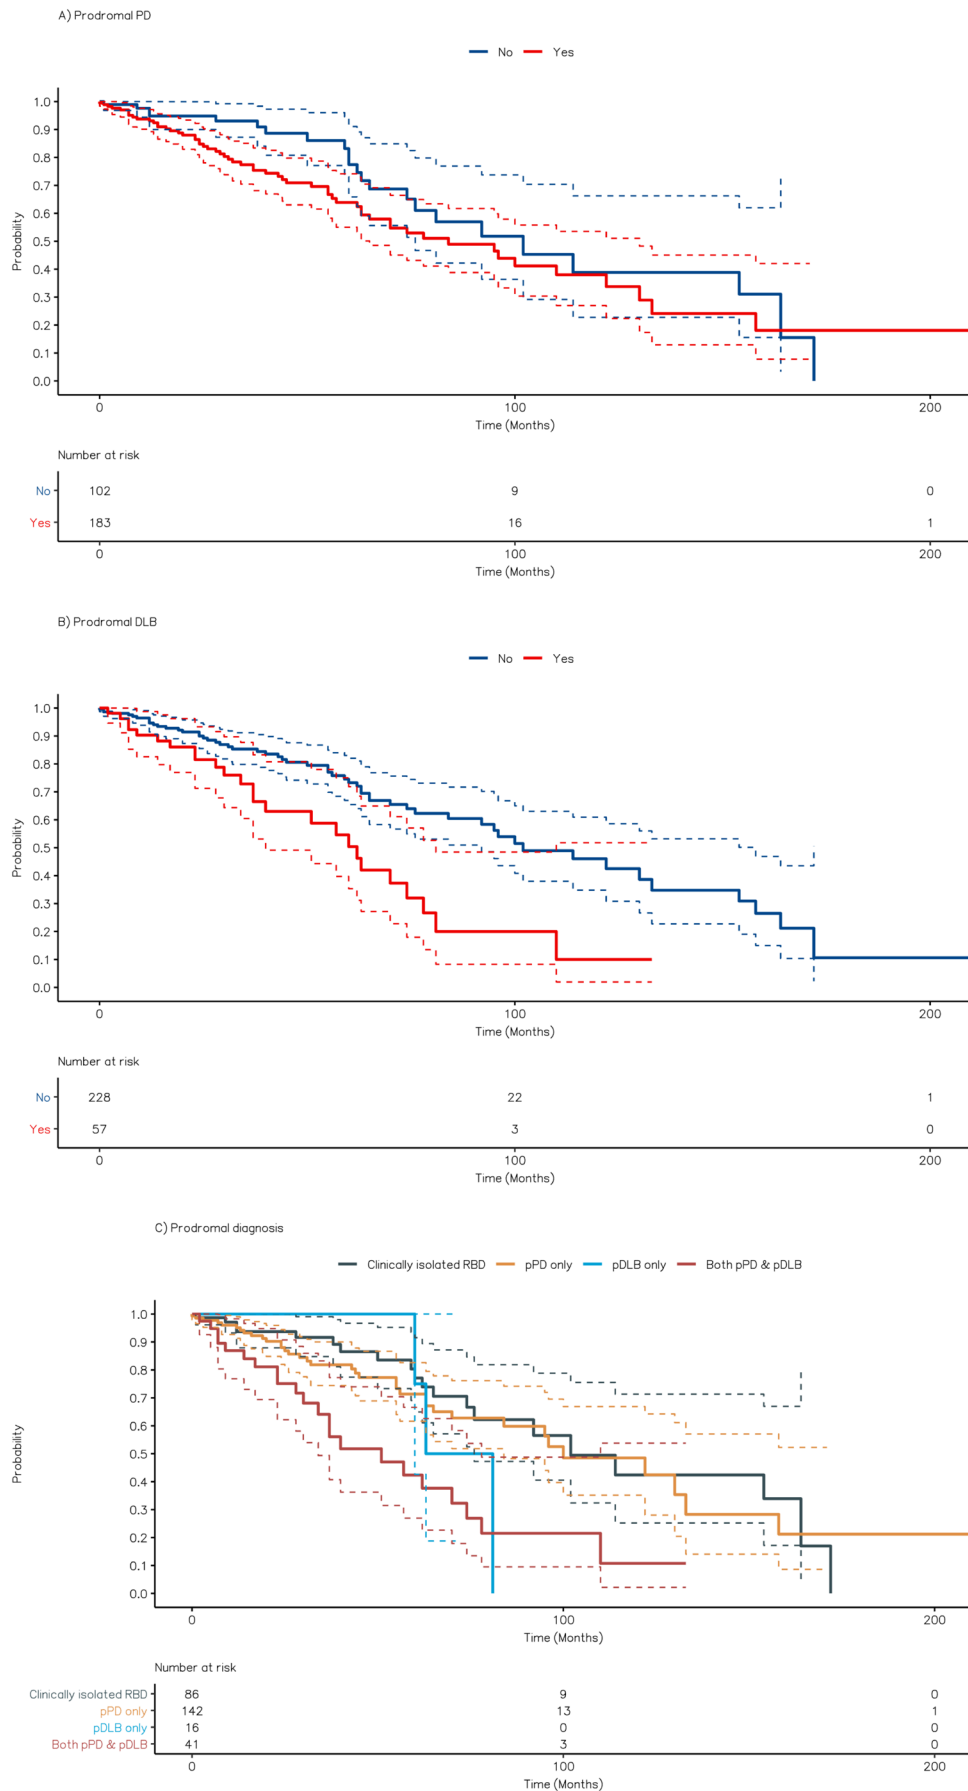 A) Prodromal PD
No Yes
1.0
0.9
0.8
0.7
0.6
0.5
0.4
0.3
0.2
0.1
0.0
Probability
0 100 200
Time (Months)
Number at risk
No 102 9 0
Yes 183 16 1
0 100 200
Time (Months)
B) Prodromal DLB
No Yes
1.0
0.9
0.8
0.7
0.6
0.5
0.4
0.3
0.2
0.1
0.0
Probability
0 100 200
Time (Months)
Number at risk
No 228 22 1
Yes 57 3 0
0 100 200
Time (Months)
C) Prodromal diagnosis
Clinically isolated RBD pPD only pDLB only Both pPD & pDLB
1.0
0.9
0.8
0.7
0.6
0.5
0.4
0.3
0.2
0.1
0.0
Probability
0 100 200
Time (Months)
Number at risk
Clinically isolated RBD 86 9 0
pPD only 142 13 1
pDLB only 16 0 0
Both pPD & pDLB 41 3 0
0 100 200
Time (Months)